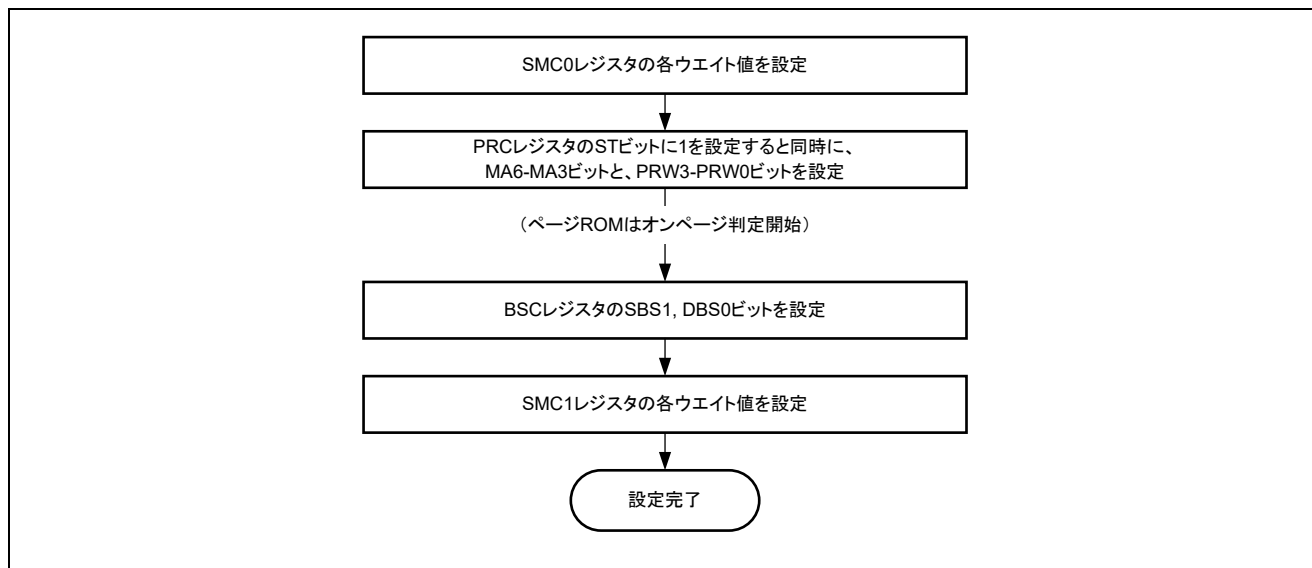 SMC0レジスタの各ウエイト値を設定
PRCレジスタのSTビットに1を設定すると同時に、
MA6-MA3ビットと、PRW3-PRW0ビットを設定
（ページROMはオンページ判定開始）
BSCレジスタのSBS1, DBS0ビットを設定
SMC1レジスタの各ウエイト値を設定
設定完了